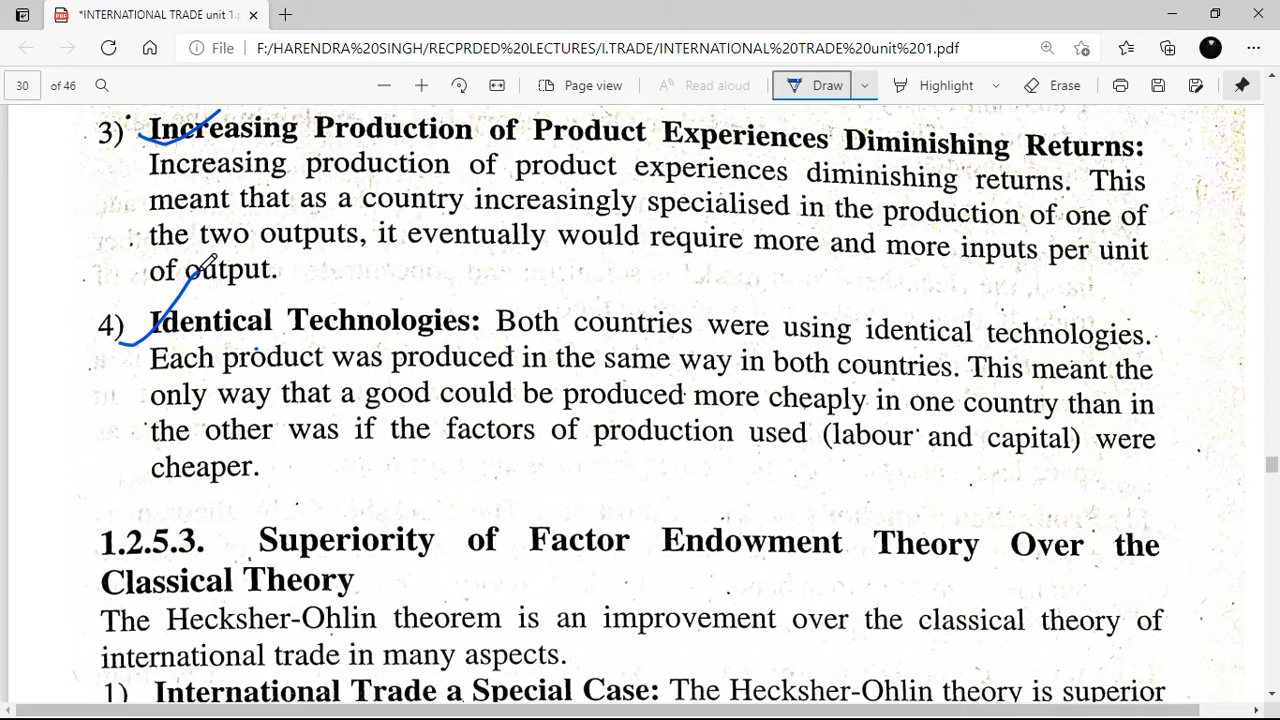 *INTERNATIONAL TRADE unit 1.p
File F:/HARENDRA%20SINGH/RECPRDED%20LECTURES/I.TRADE/INTERNATIONAL%20TRADE%20unit%201.pdf
30 of 46 Page view Read aloud Draw Highlight Erase
3) Increasing Production of Product Experiences Diminishing Returns:
Increasing production of product experiences diminishing returns. This
meant that as a country increasingly specialised in the production of one of
the two outputs, it eventually would require more and more inputs per unit
of output.
4) Identical Technologies: Both countries were using identical technologies.
Each product was produced in the same way in both countries. This meant the
only way that a good could be produced more cheaply in one country than in
the other was if the factors of production used (labour and capital) were
cheaper.
1.2.5.3. Superiority of Factor Endowment Theory Over the
Classical Theory
The Hecksher-Ohlin theorem is an improvement over the classical theory of
international trade in many aspects.
1) International Trade a Special Case: The Hecksher-Ohlin theory is superior